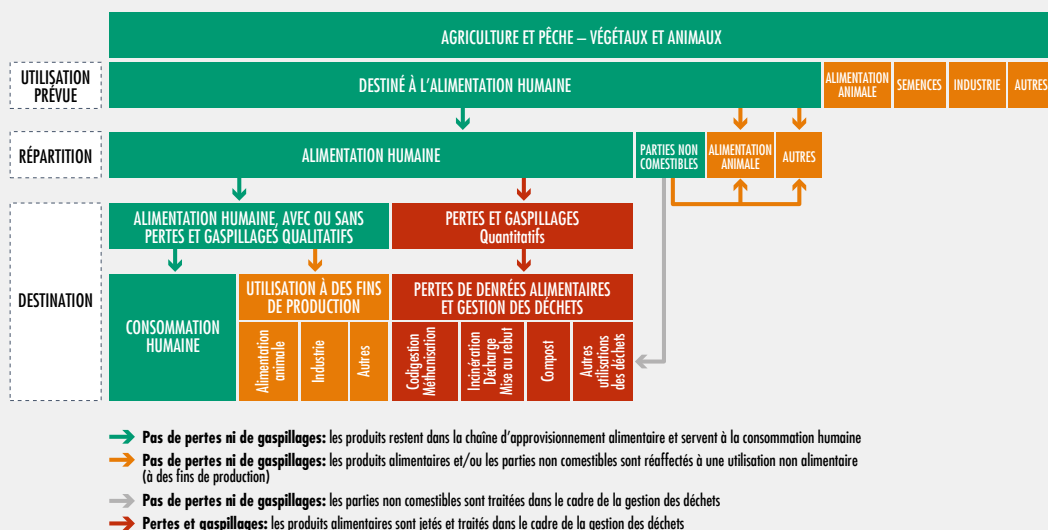 AGRICULTURE ET PÊCHE – VÉGÉTAUX ET ANIMAUX
UTILISATION
PRÉVUE
DESTINÉ À L'ALIMENTATION HUMAINE
ALIMENTATION
ANIMALE
SEMENCES
INDUSTRIE
AUTRES
RÉPARTITION
ALIMENTATION HUMAINE
PARTIES NON
COMESTIBLES
ALIMENTATION
ANIMALE
AUTRES
DESTINATION
ALIMENTATION HUMAINE, AVEC OU SANS
PERTES ET GASPILLAGES QUALITATIFS
PERTES ET GASPILLAGES
Quantitatifs
CONSOMMATION
HUMAINE
UTILISATION À DES FINS
DE PRODUCTION
Alimentation
animale
Industrie
Autres
PERTES DE DENRÉES ALIMENTAIRES
ET GESTION DES DÉCHETS
Codigestion
Méthanisation
Incinération
Décharge
Mise au rebut
Compost
Autres
utilisations
des déchets
Pas de pertes ni de gaspillages: les produits restent dans la chaîne d'approvisionnement alimentaire et servent à la consommation humaine
Pas de pertes ni de gaspillages: les produits alimentaires et/ou les parties non comestibles sont réaffectés à une utilisation non alimentaire
(à des fins de production)
Pas de pertes ni de gaspillages: les parties non comestibles sont traitées dans le cadre de la gestion des déchets
Pertes et gaspillages: les produits alimentaires sont jetés et traités dans le cadre de la gestion des déchets